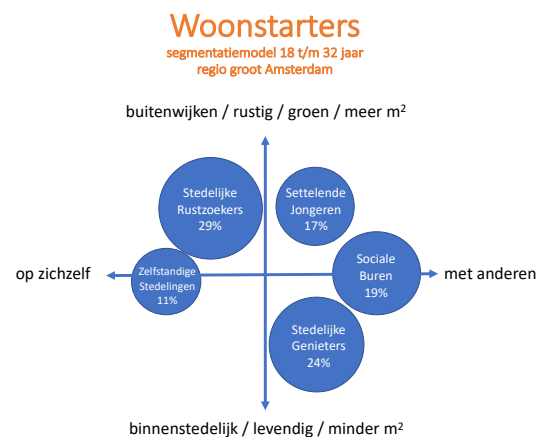 Woonstarters
segmentatiemodel 18 t/m 32 jaar
regio groot Amsterdam
buitenwijken / rustig / groen / meer m²
Stedelijke
Rustzoekers
29%
Settelende
Jongeren
17%
op zichzelf
Zelfstandige
Stedelingen
11%
Sociale
Buren
19%
met anderen
Stedelijke
Genieters
24%
binnenstedelijk / levendig / minder m²